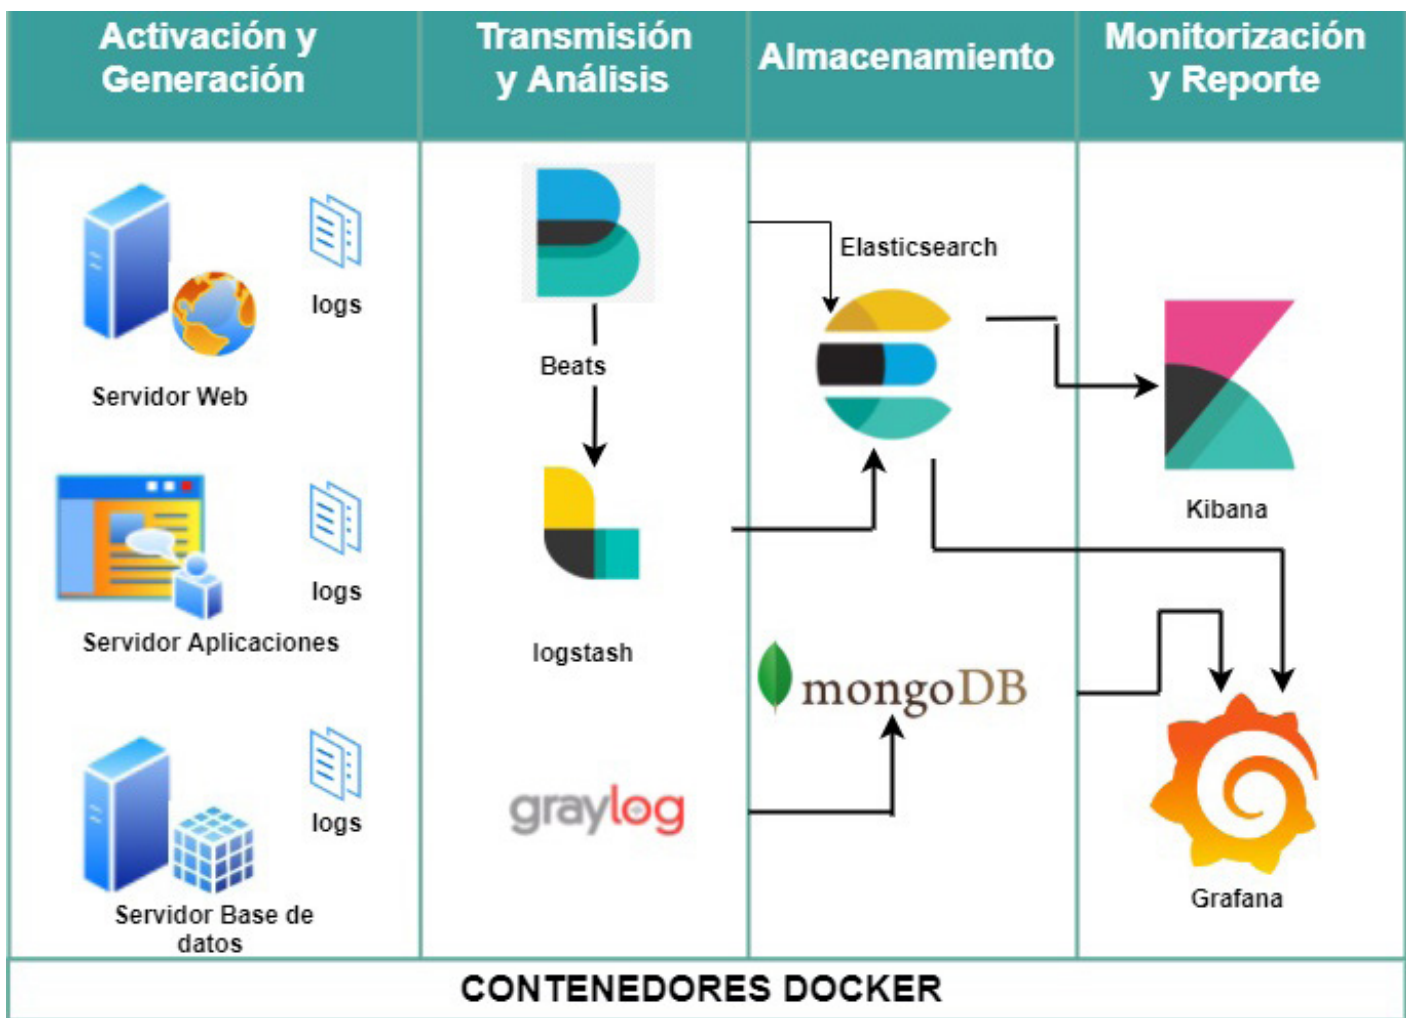 Activación y
Generación
Transmisión
y Análisis
Almacenamiento
Monitorización
y Reporte
logs
Servidor Web
logs
Servidor Aplicaciones
logs
Servidor Base de
datos
Beats
logstash
graylog
Elasticsearch
mongoDB
Kibana
Grafana
CONTENEDORES DOCKER